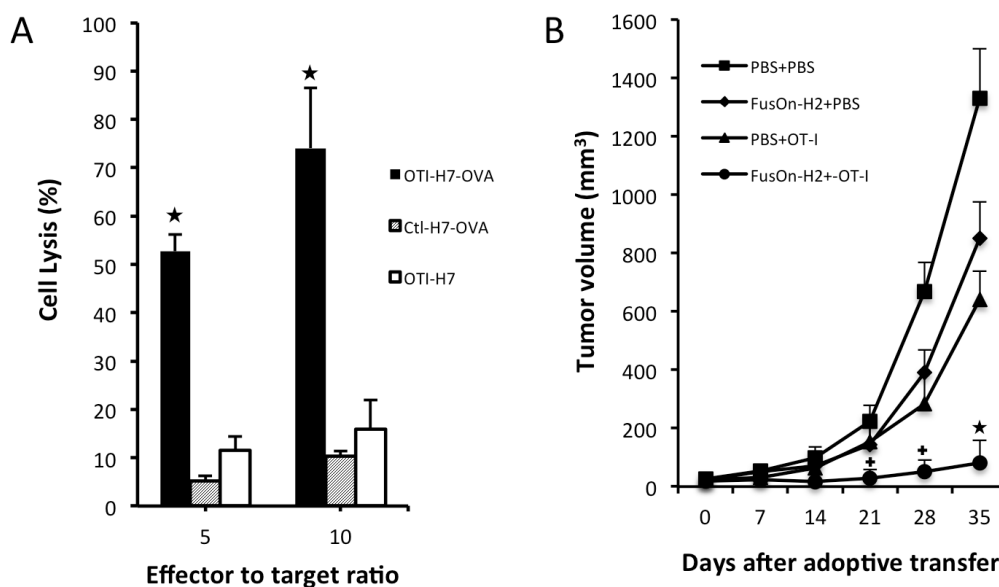 A
100
90
80
70
60
50
40
30
20
10
0
Cell Lysis (%)
★
★
OTI-H7-OVA
Ctl-H7-OVA
OTI-H7
5
10
Effector to target ratio
B
1600
1400
1200
1000
800
600
400
200
0
Tumor volume (mm³)
PBS+PBS
FusOn-H2+PBS
PBS+OT-I
FusOn-H2+-OT-I
+
+
★
0
7
14
21
28
35
Days after adoptive transfer